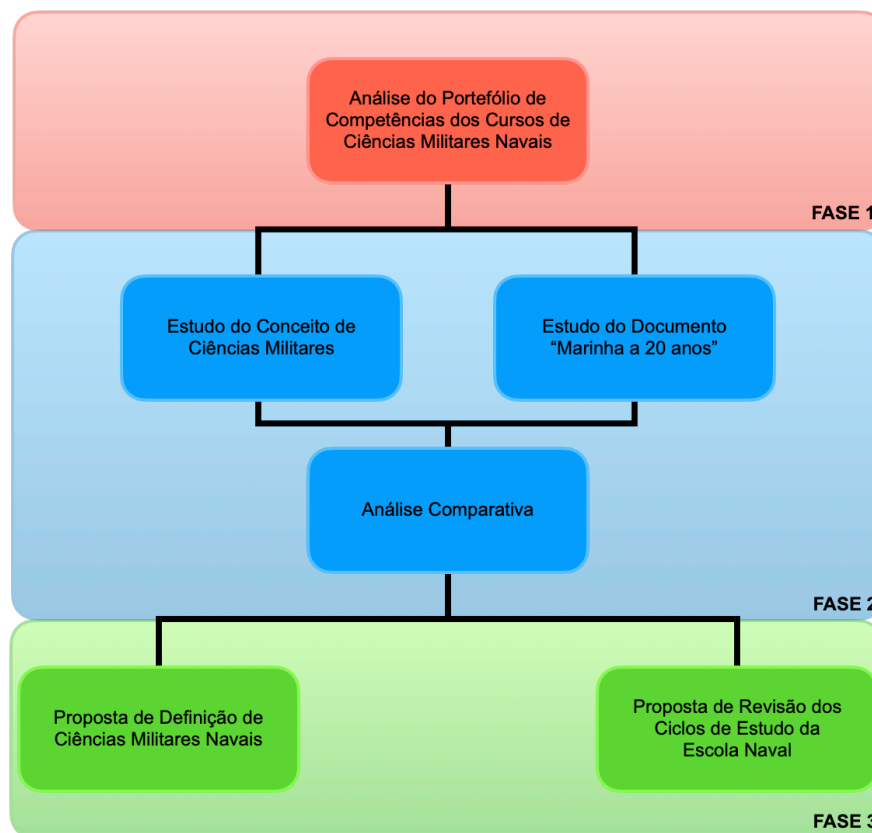 Análise do Portefólio de
Competências dos Cursos de
Ciências Militares Navais
FASE 1
Estudo do Conceito de
Ciências Militares
Estudo do Documento
“Marinha a 20 anos”
Análise Comparativa
FASE 2
Proposta de Definição de
Ciências Militares Navais
Proposta de Revisão dos
Ciclos de Estudo da
Escola Naval
FASE 3